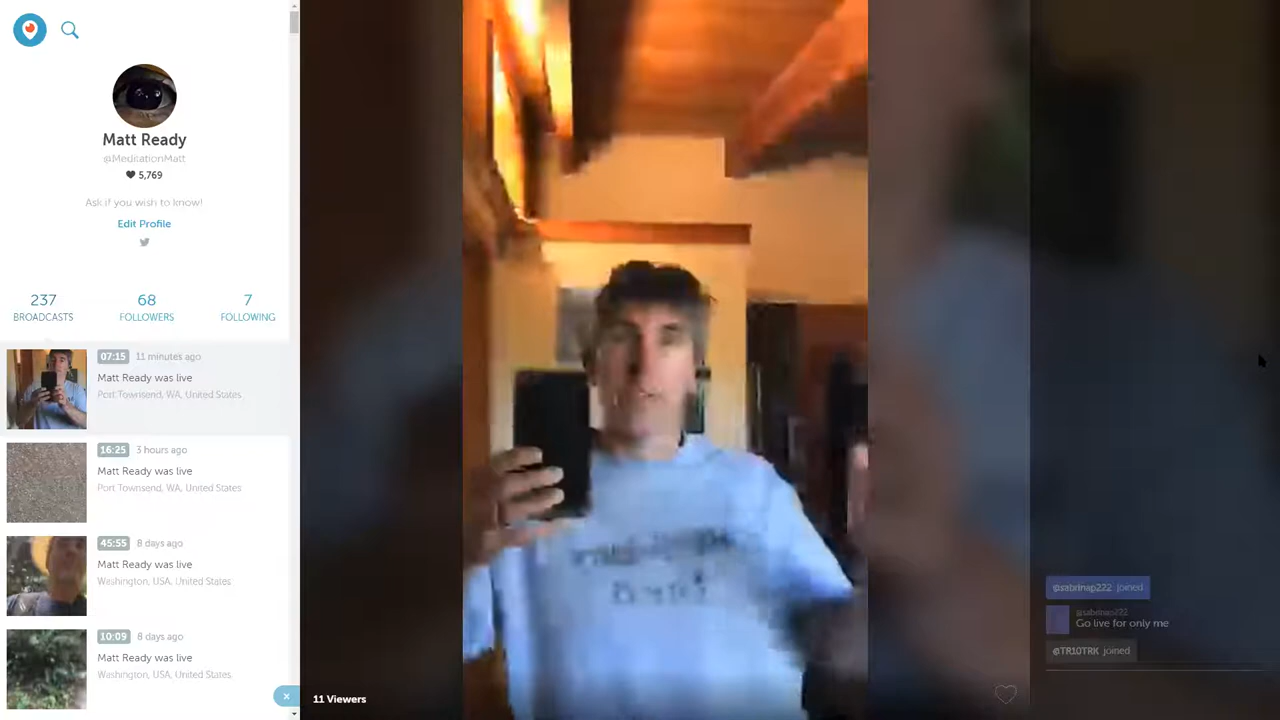 Matt Ready
@MeditationMatt
5,769
Ask if you wish to know!
Edit Profile
237
BROADCASTS
68
FOLLOWERS
7
FOLLOWING
07:15 11 minutes ago
Matt Ready was live
Port Townsend, WA, United States
16:25 3 hours ago
Matt Ready was live
Port Townsend, WA, United States
45:55 8 days ago
Matt Ready was live
Washington, USA, United States
10:09 8 days ago
Matt Ready was live
Washington, USA, United States
11 Viewers
@sabrinap222 joined
@sabrinap222
Go live for only me
@TR10TRK joined